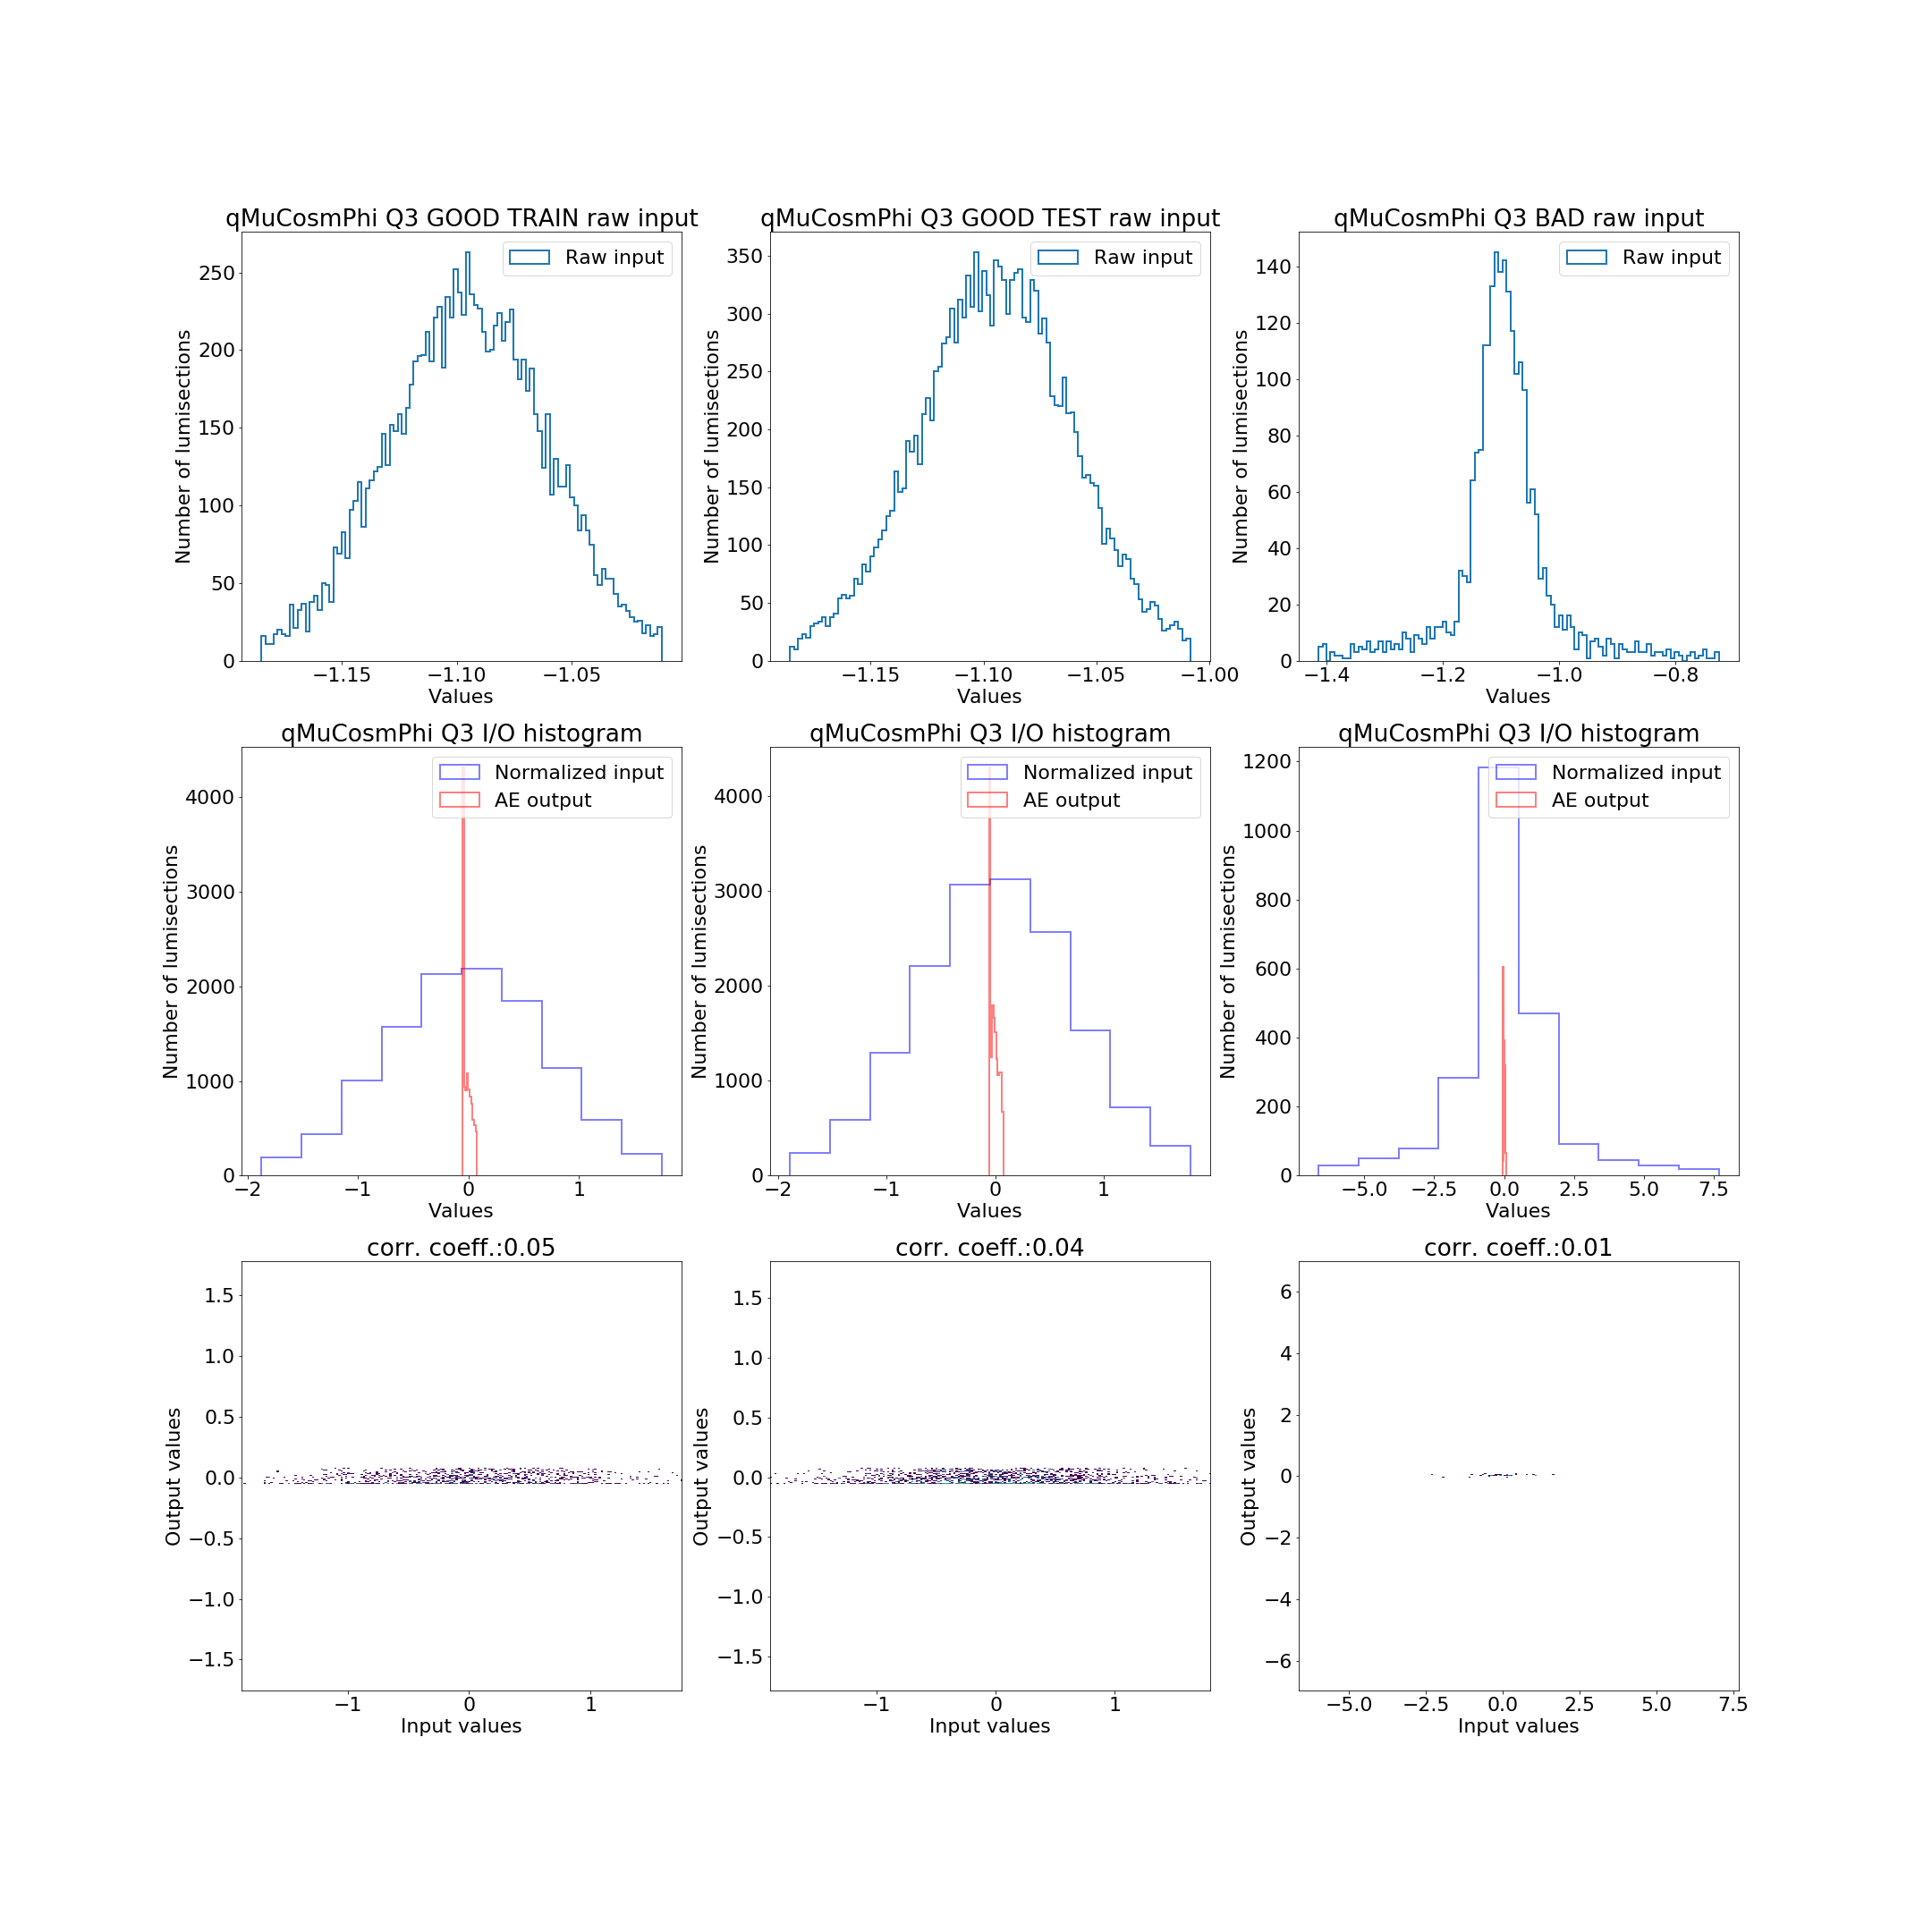 qMuCosmPhi Q3 GOOD TRAIN raw input
Raw input
Number of lumisections
250
200
150
100
50
0
−1.15
−1.10
−1.05
Values
qMuCosmPhi Q3 GOOD TEST raw input
Raw input
Number of lumisections
350
300
250
200
150
100
50
0
−1.15
−1.10
−1.05
−1.00
Values
qMuCosmPhi Q3 BAD raw input
Raw input
Number of lumisections
140
120
100
80
60
40
20
0
−1.4
−1.2
−1.0
−0.8
Values
qMuCosmPhi Q3 I/O histogram
Normalized input
AE output
Number of lumisections
4000
3000
2000
1000
0
−2
−1
0
1
Values
qMuCosmPhi Q3 I/O histogram
Normalized input
AE output
Number of lumisections
4000
3000
2000
1000
0
−2
−1
0
1
Values
qMuCosmPhi Q3 I/O histogram
Normalized input
AE output
Number of lumisections
1200
1000
800
600
400
200
0
−5.0
−2.5
0.0
2.5
5.0
7.5
Values
corr. coeff.:0.05
Output values
1.5
1.0
0.5
0.0
−0.5
−1.0
−1.5
−1
0
1
Input values
corr. coeff.:0.04
Output values
1.5
1.0
0.5
0.0
−0.5
−1.0
−1.5
−1
0
1
Input values
corr. coeff.:0.01
Output values
6
4
2
0
−2
−4
−6
−5.0
−2.5
0.0
2.5
5.0
7.5
Input values